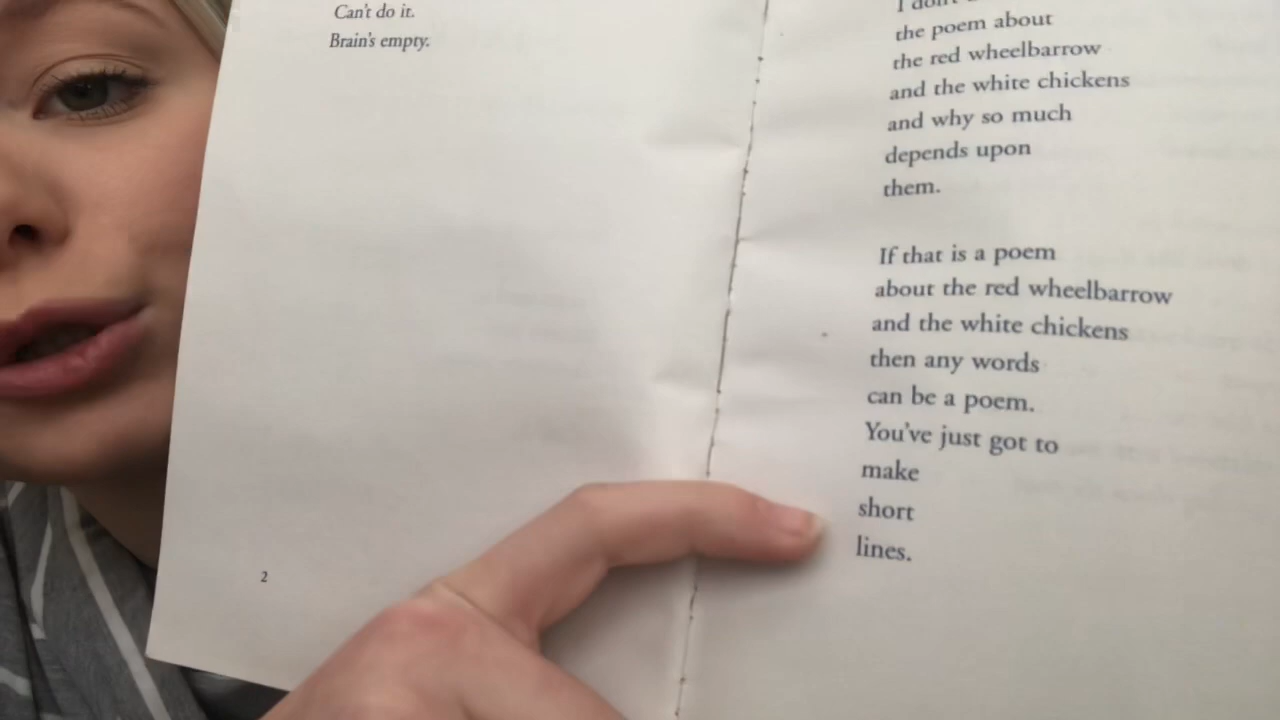 Can't do it.
Brain's empty.
2
I don't
the poem about
the red wheelbarrow
and the white chickens
and why so much
depends upon
them.
If that is a poem
about the red wheelbarrow
and the white chickens
then any words
can be a poem.
You've just got to
make
short
lines.